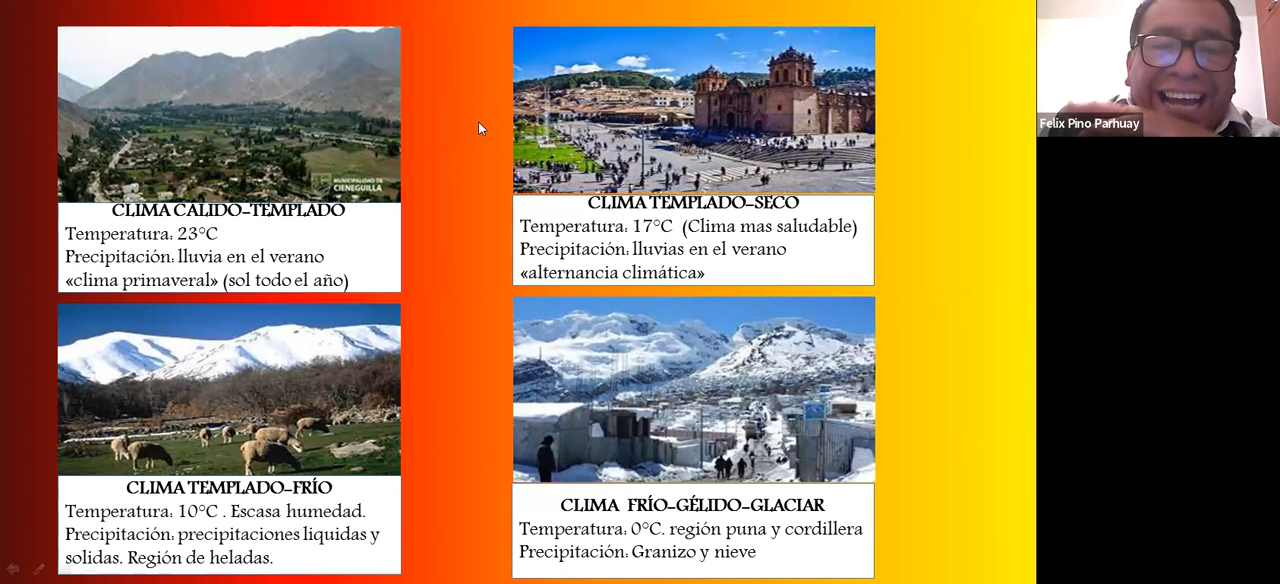 MUNICIPALIDAD DE
CIENEGUILLA
CLIMA CALIDO-TEMPLADO
Temperatura: 23°C
Precipitación: lluvia en el verano
«clima primaveral» (sol todo el año)
CLIMA TEMPLADO-SECO
Temperatura: 17°C (Clima mas saludable)
Precipitación: lluvias en el verano
«alternancia climática»
CLIMA TEMPLADO-FRÍO
Temperatura: 10°C . Escasa humedad.
Precipitación: precipitaciones liquidas y
solidas. Región de heladas.
CLIMA FRÍO-GÉLIDO-GLACIAR
Temperatura: 0°C. región puna y cordillera
Precipitación: Granizo y nieve
Felix Pino Parhuay